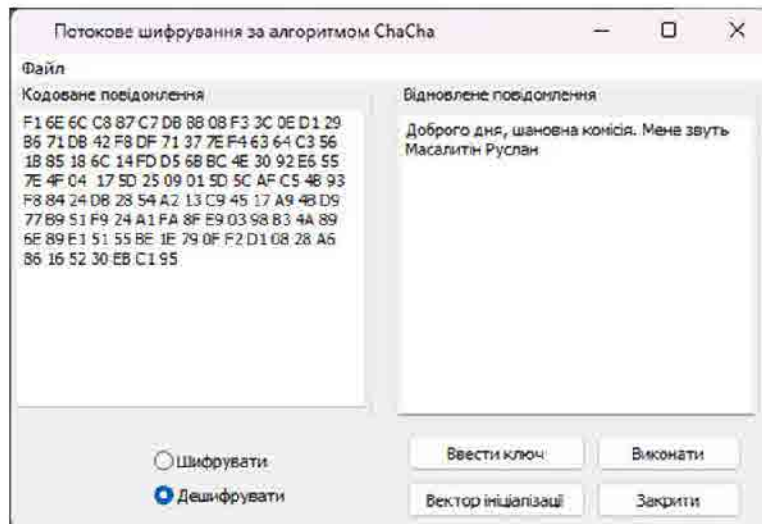 Потокове шифрування за алгоритмом ChaCha
Файл
Кодоване повідомлення
F1 6E 6C C8 87 C7 DB 8B 08 F3 3C 0E D1 29
B6 71 DB 42 F8 DF 71 37 7E F4 63 64 C3 56
1B 85 18 6C 14 FD D5 6B BC 4E 30 92 E6 55
7E 4F 04 17 5D 25 09 01 5D 5C AF C5 4B 93
F8 84 24 DB 28 54 A2 13 C9 45 17 A9 4B D9
77 B9 51 F9 24 A1 FA 8F E9 03 98 B3 4A 89
6E 89 E1 51 55 BE 1E 79 0F F2 D1 08 28 A6
86 16 52 30 EB C1 95
Відновлене повідомлення
Доброго дня, шановна комісія. Мене звуть
Масалитін Руслан
Шифрувати
Дешифрувати
Ввести ключ
Виконати
Вектор ініціалізації
Закрити